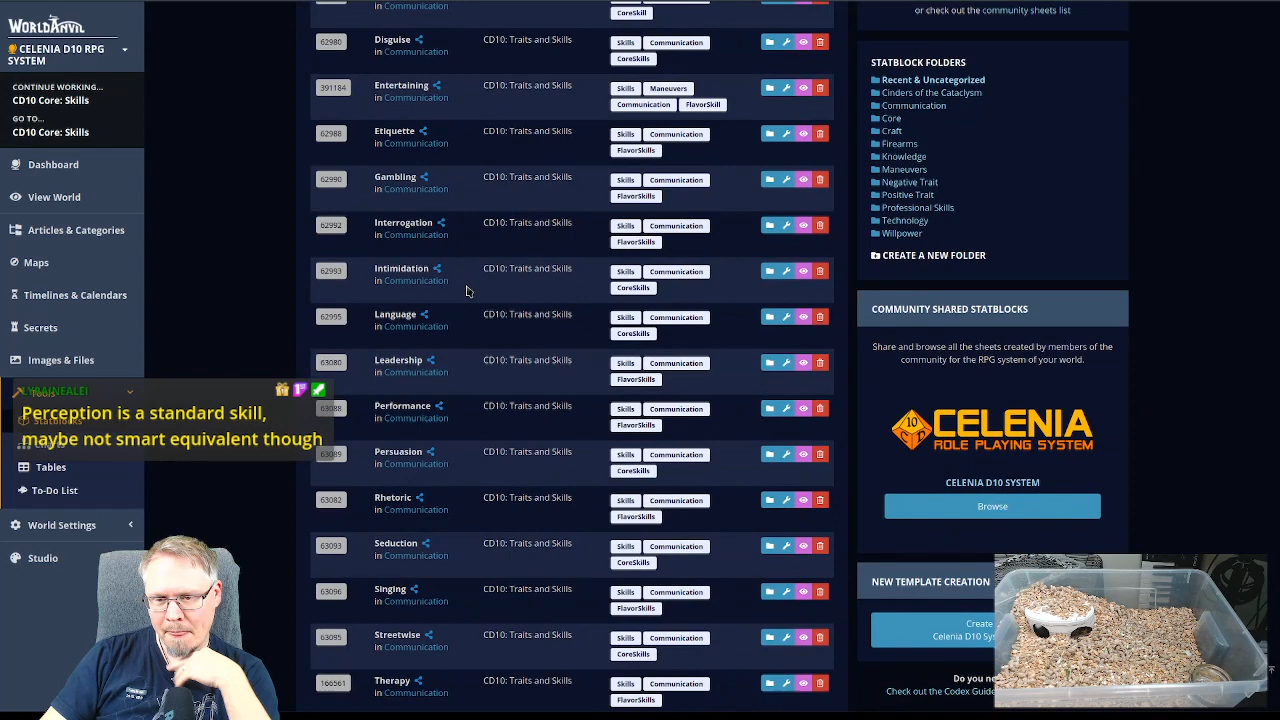 WORLDANVIL
CELENIA D10 RPG SYSTEM
CONTINUE WORKING
CD10 Core: Skills
Go to...
CD10 Core: Skills
Dashboard
View World
Maps
Timelines & Calendars
Secrets
Images & Files
LYRAINEALEI
Perception is a standard skill,
maybe not smart equivalent though
Tables
To-Do List
World Settings
Studio
CoreSkill
in Communication
62980 Disguise CD10: Traits and Skills Skills Communication
in Communication CoreSkills
391184 Entertaining CD10: Traits and Skills Skills Maneuvers
in Communication Communication FlavorSkill
62988 Etiquette CD10: Traits and Skills Skills Communication
in Communication FlavorSkills
62990 Gambling CD10: Traits and Skills Skills Communication
in Communication FlavorSkills
62992 Interrogation CD10: Traits and Skills Skills Communication
in Communication FlavorSkills
62993 Intimidation CD10: Traits and Skills Skills Communication
in Communication CoreSkills
62995 Language CD10: Traits and Skills Skills Communication
in Communication CoreSkills
63080 Leadership CD10: Traits and Skills Skills Communication
in Communication FlavorSkills
63088 Performance CD10: Traits and Skills Skills Communication
in Communication FlavorSkills
63089 Persuasion CD10: Traits and Skills Skills Communication
in Communication CoreSkills
63082 Rhetoric CD10: Traits and Skills Skills Communication
in Communication FlavorSkills
63093 Seduction CD10: Traits and Skills Skills Communication
in Communication CoreSkills
63096 Singing CD10: Traits and Skills Skills Communication
in Communication FlavorSkills
63095 Streetwise CD10: Traits and Skills Skills Communication
in Communication CoreSkills
166561 Therapy CD10: Traits and Skills Skills Communication
in Communication FlavorSkills
or check out the community sheets list
STATBLOCK FOLDERS
Recent & Uncategorized
Cinders of the Cataclysm
Communication
Core
Craft
Firearms
Knowledge
Maneuvers
Negative Trait
Positive Trait
Professional Skills
Technology
Willpower
CREATE A NEW FOLDER
COMMUNITY SHARED STATBLOCKS
Share and browse all the sheets created by members of the
community for the RPG system of your world.
10
CELENIA
ROLE PLAYING SYSTEM
CELENIA D10 SYSTEM
Browse
NEW TEMPLATE CREATION
Create
Do you ne